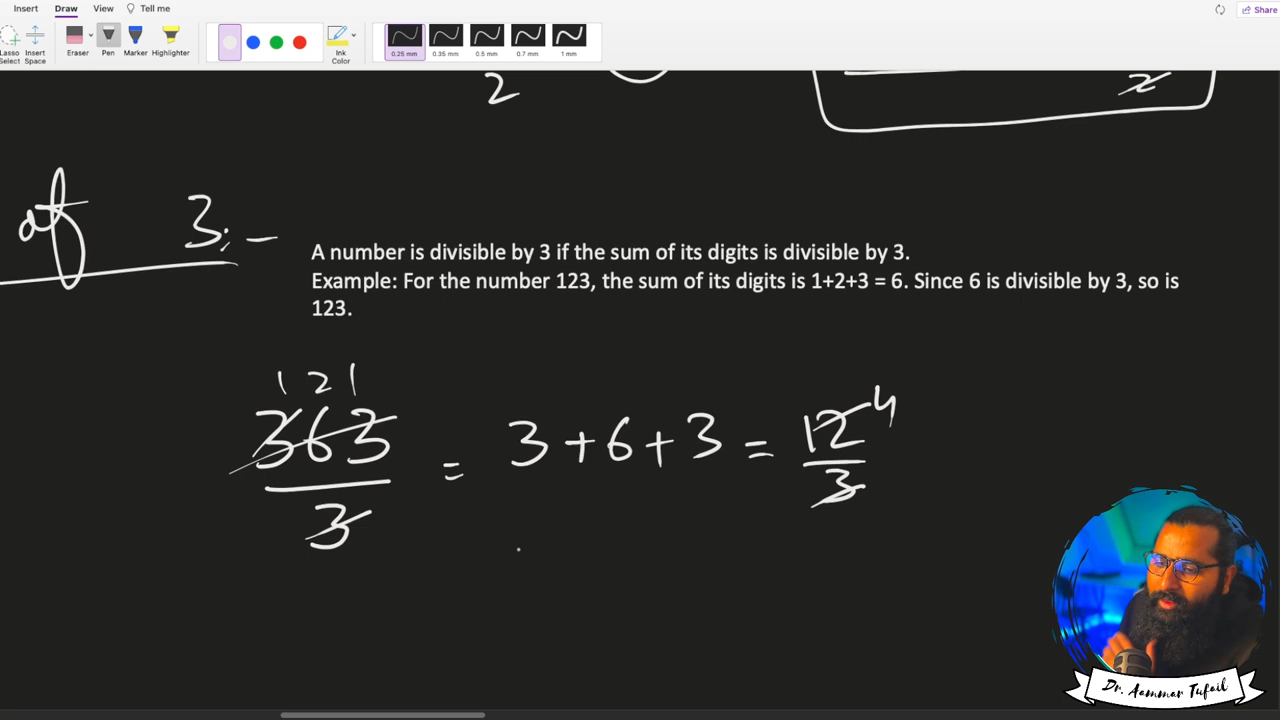 Insert Draw View Tell me Share
Lasso Select Insert Space Eraser Pen Marker Highlighter Ink Color 0.25 mm 0.35 mm 0.5 mm 0.7 mm 1 mm
2 2
of 3:-
A number is divisible by 3 if the sum of its digits is divisible by 3.
Example: For the number 123, the sum of its digits is 1+2+3 = 6. Since 6 is divisible by 3, so is
123.
1 2 1
363 = 3+6+3 = 12 4
3 3
Dr. Aammar Tufail